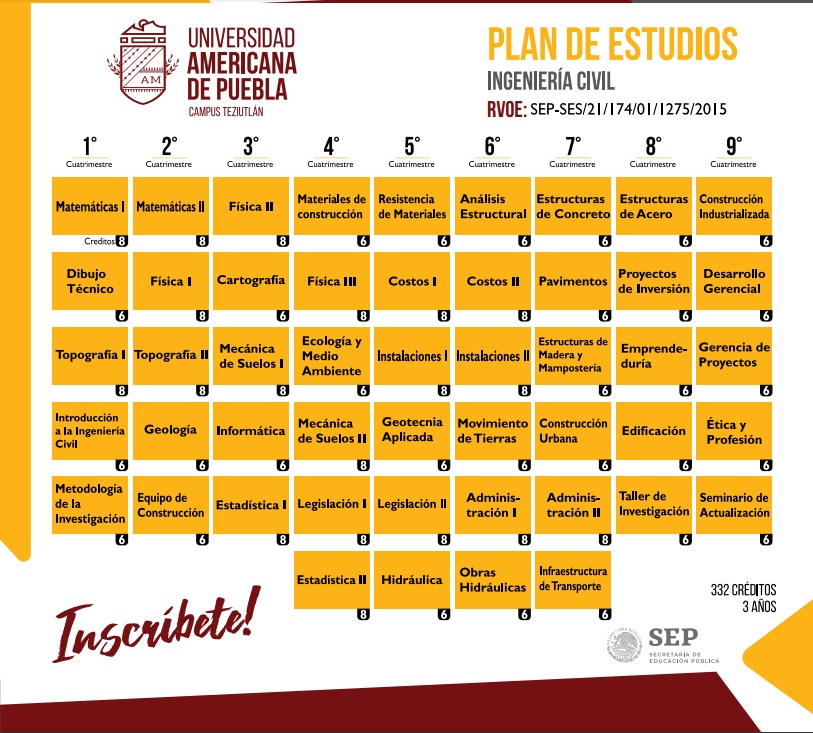 UNIVERSIDAD
AMERICANA
DE PUEBLA
CAMPUS TEZIUTLÁN
AM
PLAN DE ESTUDIOS
INGENIERÍA CIVIL
RVOE: SEP-SES/21/174/01/1275/2015
1° 2° 3° 4° 5° 6° 7° 8° 9°
Cuatrimestre Cuatrimestre Cuatrimestre Cuatrimestre Cuatrimestre Cuatrimestre Cuatrimestre Cuatrimestre Cuatrimestre
Matemáticas I
Creditos 8
Matemáticas II
8
Física II
8
Materiales de
construcción
6
Resistencia
de Materiales
6
Análisis
Estructural
6
Estructuras
de Concreto
6
Estructuras
de Acero
6
Construcción
Industrializada
6
Dibujo
Técnico
6
Física I
8
Cartografía
6
Física III
8
Costos I
8
Costos II
8
Pavimentos
6
Proyectos
de Inversión
6
Desarrollo
Gerencial
6
Topografía I
8
Topografía II
8
Mecánica
de Suelos I
8
Ecología y
Medio
Ambiente
6
Instalaciones I
8
Instalaciones II
8
Estructuras de
Madera y
Mampostería
6
Emprende-
duría
6
Gerencia de
Proyectos
6
Introducción
a la Ingeniería
Civil
6
Geología
6
Informática
6
Mecánica
de Suelos II
8
Geotecnia
Aplicada
6
Movimiento
de Tierras
6
Construcción
Urbana
6
Edificación
6
Ética y
Profesión
6
Metodología
de la
Investigación
6
Equipo de
Construcción
6
Estadística I
8
Legislación I
8
Legislación II
8
Adminis-
tración I
8
Adminis-
tración II
8
Taller de
Investigación
6
Seminario de
Actualización
6
Estadística II
8
Hidráulica
6
Obras
Hidráulicas
6
Infraestructura
de Transporte
6
Inscríbete!
332 CRÉDITOS
3 AÑOS
SEP
SECRETARÍA DE
EDUCACIÓN PÚBLICA